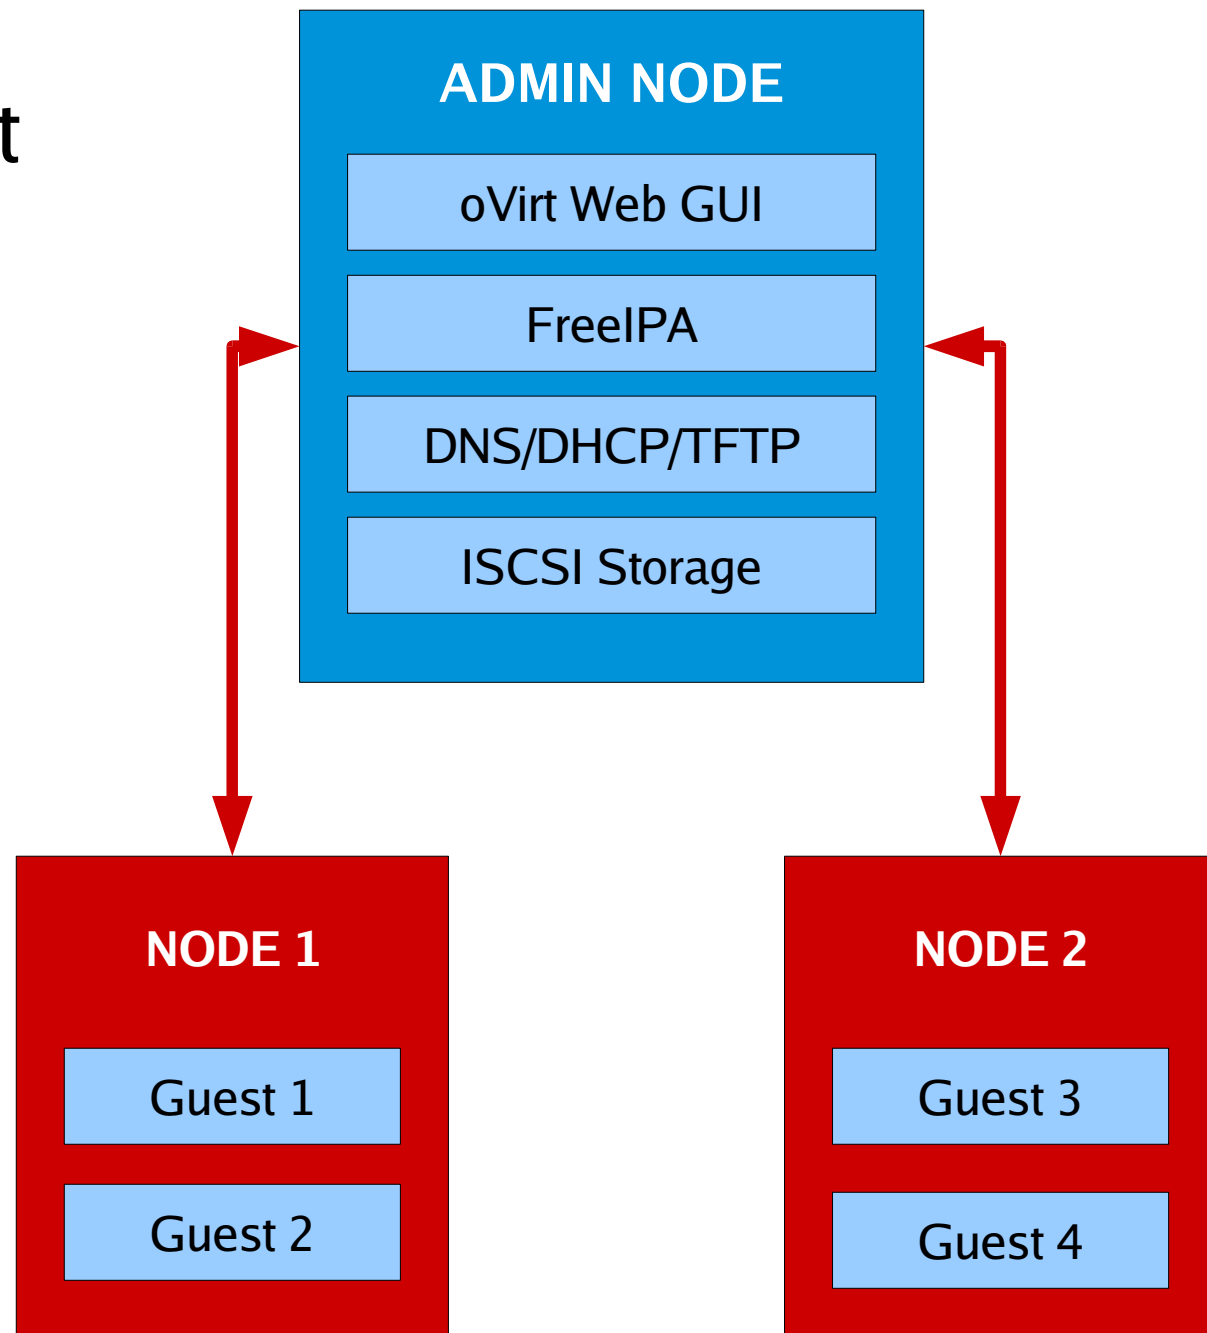 t
ADMIN NODE
oVirt Web GUI
FreeIPA
DNS/DHCP/TFTP
ISCSI Storage
NODE 1
Guest 1
Guest 2
NODE 2
Guest 3
Guest 4